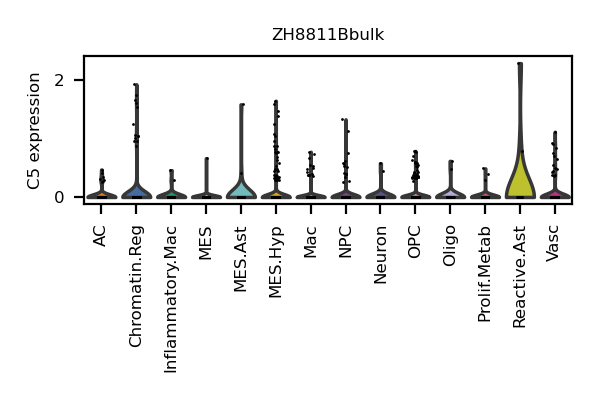 ZH8811Bbulk
C5 expression
2
0
AC
Chromatin.Reg
Inflammatory.Mac
MES
MES.Ast
MES.Hyp
Mac
NPC
Neuron
OPC
Oligo
Prolif.Metab
Reactive.Ast
Vasc